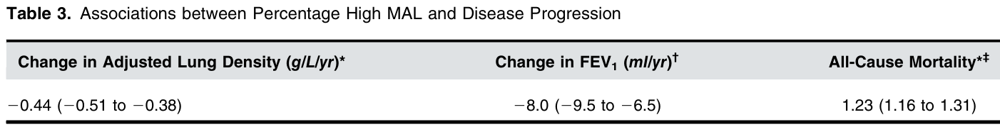 Table 3. Associations between Percentage High MAL and Disease Progression
Change in Adjusted Lung Density (g/L/yr)* Change in FEV₁ (ml/yr)† All-Cause Mortality*‡
−0.44 (−0.51 to −0.38) −8.0 (−9.5 to −6.5) 1.23 (1.16 to 1.31)